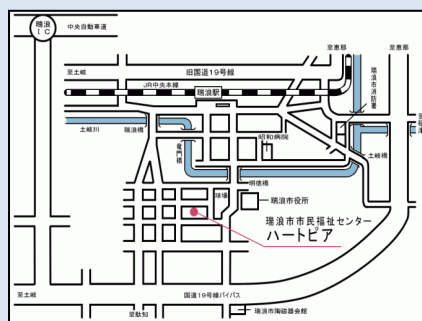 瑞浪
IC
中央自動車道
至恵那
至恵那
至土岐
旧国道19号線
JR中央本線
瑞浪駅
瑞浪市消防署
土岐川
瑞浪橋
竜門橋
昭和病院
土岐橋
明徳橋
球場
瑞浪市役所
瑞浪市市民福祉センター
ハートピア
至土岐
国道19号線バイパス
至駄知
瑞浪市陶磁器会館